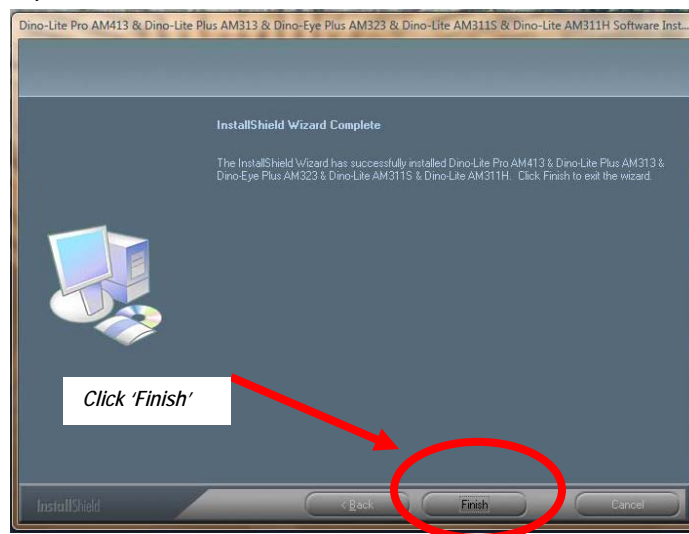 Dino-Lite Pro AM413 & Dino-Lite Plus AM313 & Dino-Eye Plus AM323 & Dino-Lite AM311S & Dino-Lite AM311H Software Inst...
InstallShield Wizard Complete
The InstallShield Wizard has successfully installed Dino-Lite Pro AM413 & Dino-Lite Plus AM313 &
Dino-Eye Plus AM323 & Dino-Lite AM311S & Dino-Lite AM311H. Click Finish to exit the wizard.
Click ‘Finish’
InstallShield
< Back
Finish
Cancel